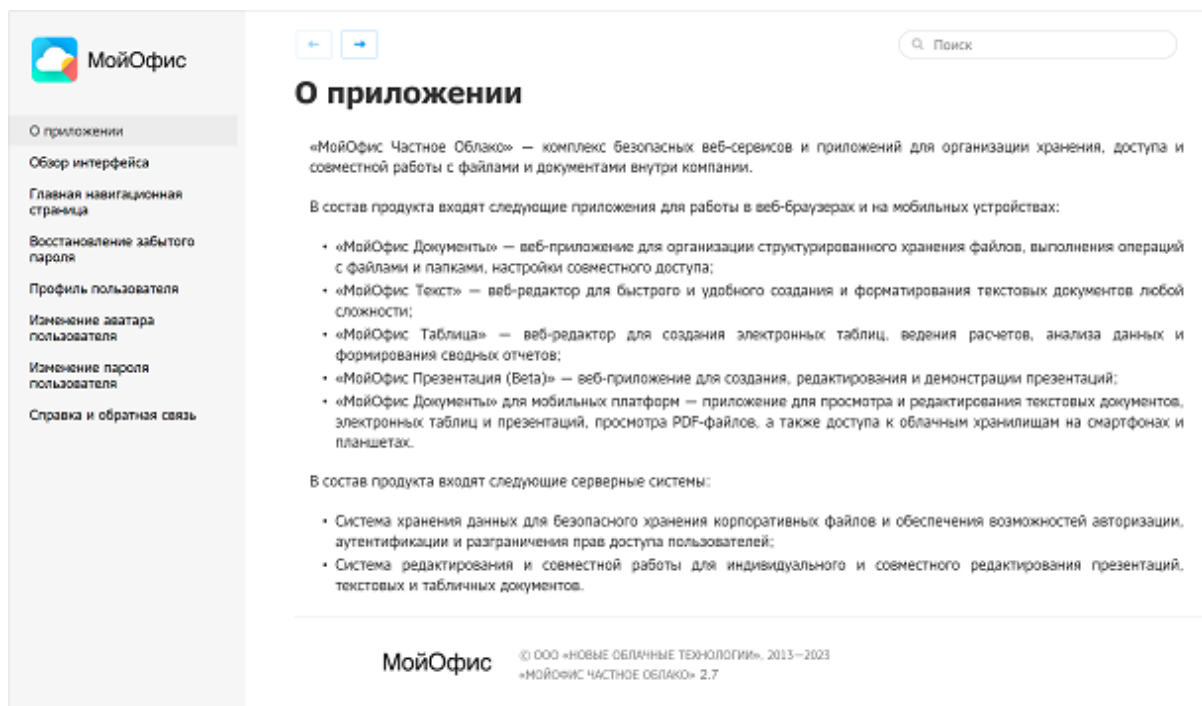 МойОфис
О приложении
Обзор интерфейса
Главная навигационная
страница
Восстановление забытого
пароля
Профиль пользователя
Изменение аватара
пользователя
Изменение пароля
пользователя
Справка и обратная связь
← →
Поиск
О приложении
«МойОфис Частное Облако» — комплекс безопасных веб-сервисов и приложений для организации хранения, доступа и
совместной работы с файлами и документами внутри компании.
В состав продукта входят следующие приложения для работы в веб-браузерах и на мобильных устройствах:
• «МойОфис Документы» — веб-приложение для организации структурированного хранения файлов, выполнения операций
с файлами и папками, настройки совместного доступа;
• «МойОфис Текст» — веб-редактор для быстрого и удобного создания и форматирования текстовых документов любой
сложности;
• «МойОфис Таблица» — веб-редактор для создания электронных таблиц, ведения расчетов, анализа данных и
формирования сводных отчетов;
• «МойОфис Презентация (Beta)» — веб-приложение для создания, редактирования и демонстрации презентаций;
• «МойОфис Документы» для мобильных платформ — приложение для просмотра и редактирования текстовых документов,
электронных таблиц и презентаций, просмотра PDF-файлов, а также доступа к облачным хранилищам на смартфонах и
планшетах.
В состав продукта входят следующие серверные системы:
• Система хранения данных для безопасного хранения корпоративных файлов и обеспечения возможностей авторизации,
аутентификации и разграничения прав доступа пользователей;
• Система редактирования и совместной работы для индивидуального и совместного редактирования презентаций,
текстовых и табличных документов.
МойОфис
© ООО «НОВЫЕ ОБЛАЧНЫЕ ТЕХНОЛОГИИ», 2013—2023
«МОЙОФИС ЧАСТНОЕ ОБЛАКО» 2.7